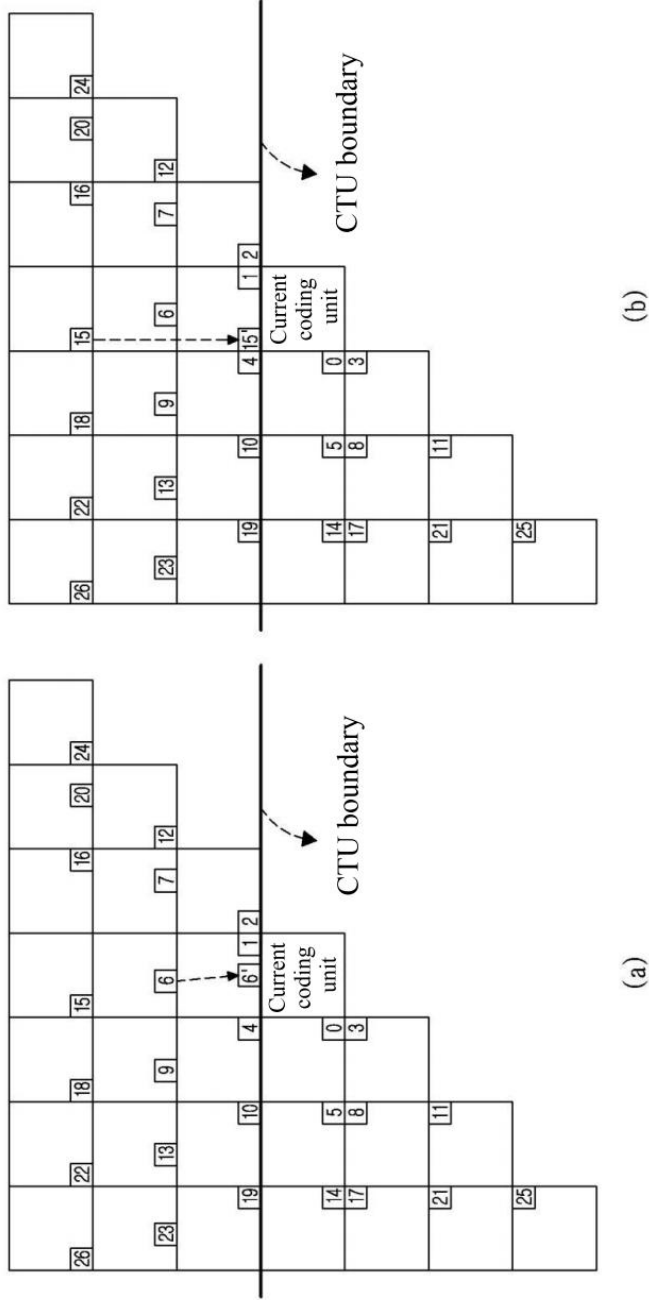 26 22 18 15 16 20 24
23 13 9 6 7 12
19 10 4 6' 1 2
Current
coding
unit
CTU boundary
14 5 0
17 8 3
21 11
25
(a)
26 22 18 15 16 20 24
23 13 9 6 7 12
19 10 4 15' 1 2
Current
coding
unit
CTU boundary
14 5 0
17 8 3
21 11
25
(b)